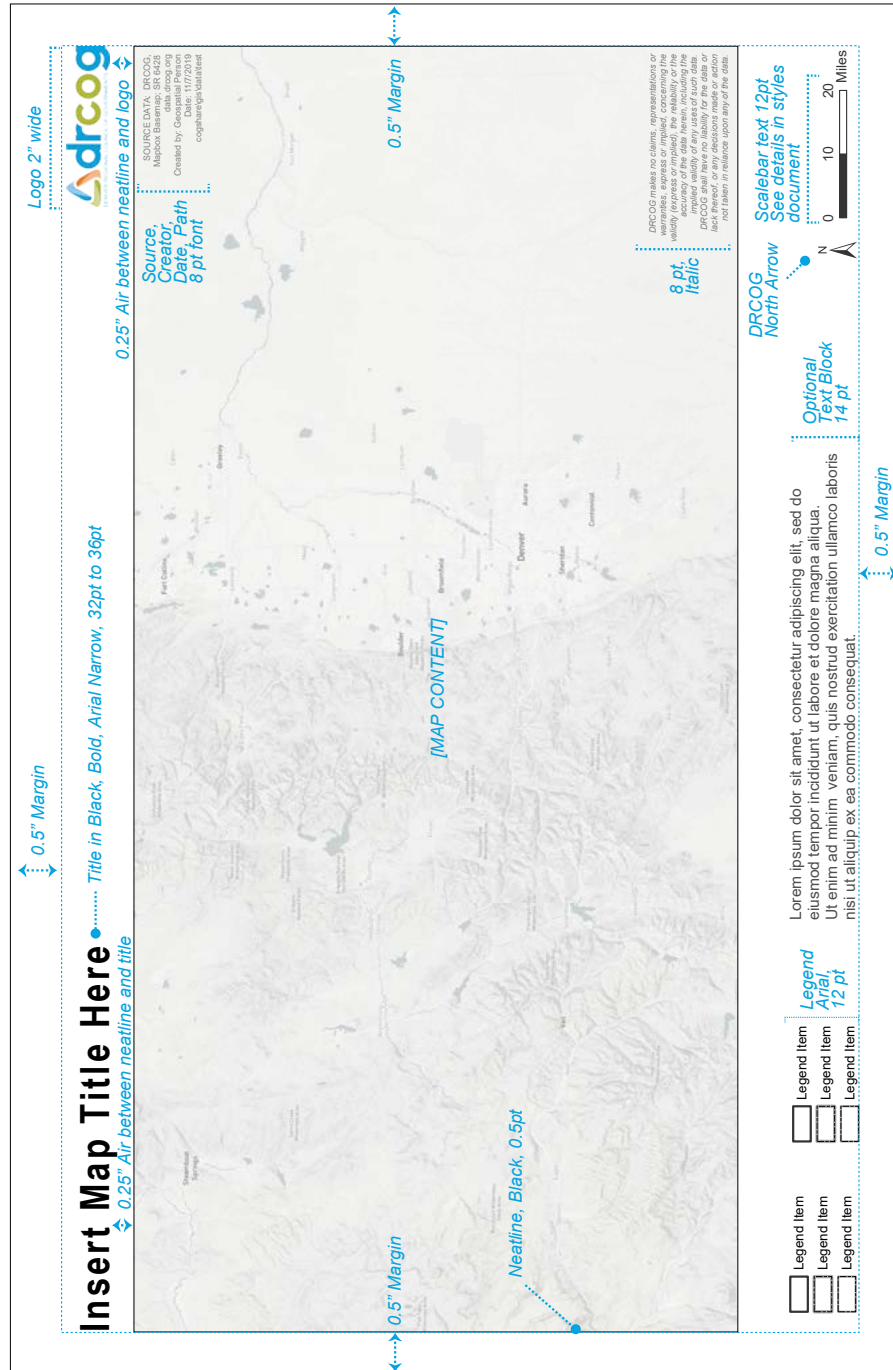 0.5” Margin
Logo 2” wide
Insert Map Title Here
Title in Black, Bold, Arial Narrow, 32pt to 36pt
drcog
0.25” Air between neatline and title
0.25” Air between neatline and logo
SOURCE DATA: DRCOG,
Mapbox Basemap; SR 6428
data.drcog.org
Created by: Geospatial Person
Date: 11/7/2019
cogshare\gis\data\test
Source,
Creator,
Date, Path
8 pt font
Steamboat
Springs
Fort Collins
Greeley
Boulder
Broomfield
Denver
Aurora
Sheridan
Centennial
Vail
[MAP CONTENT]
0.5” Margin
0.5” Margin
Neatline, Black, 0.5pt
8 pt,
Italic
DRCOG makes no claims, representations or
warranties, express or implied, concerning the
validity (express or implied), the reliability or the
accuracy of the data herein, including the
implied validity of any uses of such data.
DRCOG shall have no liability for the data or
lack thereof, or any decisions made or action
not taken in reliance upon any of the data.
Legend Item
Legend Item
Legend Item
Legend Item
Legend Item
Legend Item
Legend
Arial,
12 pt
Lorem ipsum dolor sit amet, consectetur adipiscing elit, sed do
eiusmod tempor incididunt ut labore et dolore magna aliqua.
Ut enim ad minim veniam, quis nostrud exercitation ullamco laboris
nisi ut aliquip ex ea commodo consequat.
Optional
Text Block
14 pt
DRCOG
North Arrow
N
Scalebar text 12pt
See details in styles
document
0 10 20
Miles
0.5” Margin